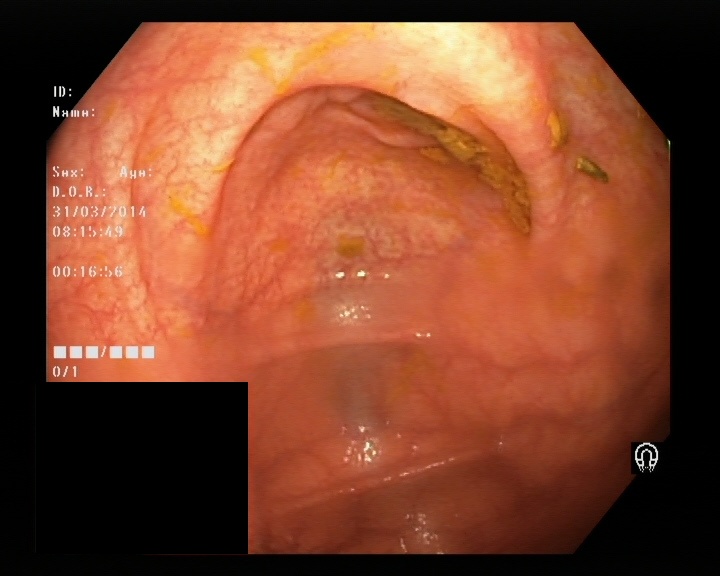 ID:
Name:
Sex: Age:
D.O.B.:
31/03/2014
08:15:49
00:16:56
■■■/■■■
0/1